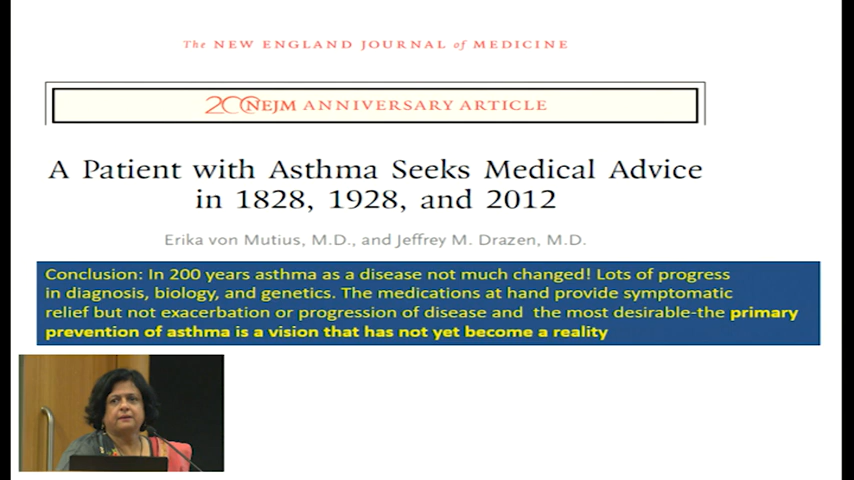 The NEW ENGLAND JOURNAL of MEDICINE
200 NEJM ANNIVERSARY ARTICLE
A Patient with Asthma Seeks Medical Advice
in 1828, 1928, and 2012
Erika von Mutius, M.D., and Jeffrey M. Drazen, M.D.
Conclusion: In 200 years asthma as a disease not much changed! Lots of progress
in diagnosis, biology, and genetics. The medications at hand provide symptomatic
relief but not exacerbation or progression of disease and the most desirable-the primary
prevention of asthma is a vision that has not yet become a reality